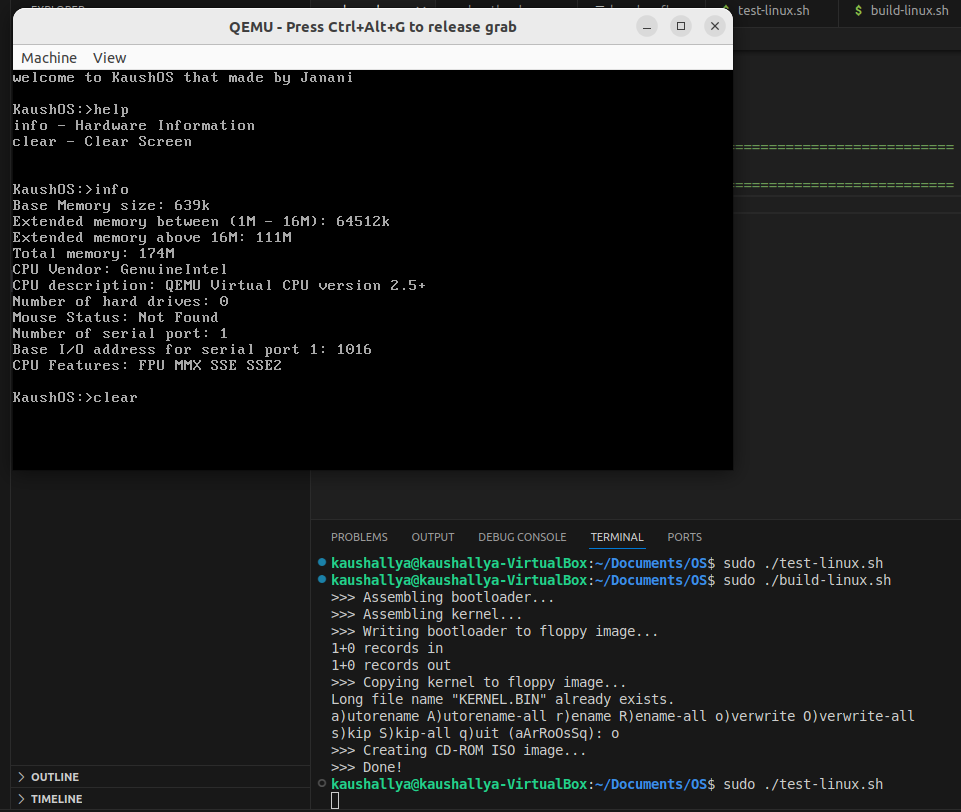 QEMU - Press Ctrl+Alt+G to release grab
test-linux.sh
$ build-linux.sh
Machine View
welcome to KaushOS that made by Janani
KaushOS:>help
info - Hardware Information
clear - Clear Screen
KaushOS:>info
Base Memory size: 639k
Extended memory between (1M - 16M): 64512k
Extended memory above 16M: 111M
Total memory: 174M
CPU Vendor: GenuineIntel
CPU description: QEMU Virtual CPU version 2.5+
Number of hard drives: 0
Mouse Status: Not Found
Number of serial port: 1
Base I/O address for serial port 1: 1016
CPU Features: FPU MMX SSE SSE2
KaushOS:>clear
PROBLEMS OUTPUT DEBUG CONSOLE TERMINAL PORTS
kaushallya@kaushallya-VirtualBox:~/Documents/OS$ sudo ./test-linux.sh
kaushallya@kaushallya-VirtualBox:~/Documents/OS$ sudo ./build-linux.sh
>>> Assembling bootloader...
>>> Assembling kernel...
>>> Writing bootloader to floppy image...
1+0 records in
1+0 records out
>>> Copying kernel to floppy image...
Long file name "KERNEL.BIN" already exists.
a)utorename A)utorename-all r)ename R)ename-all o)verwrite O)verwrite-all
s)kip S)kip-all q)uit (aArRoOsSq): o
>>> Creating CD-ROM ISO image...
>>> Done!
kaushallya@kaushallya-VirtualBox:~/Documents/OS$ sudo ./test-linux.sh
OUTLINE
TIMELINE